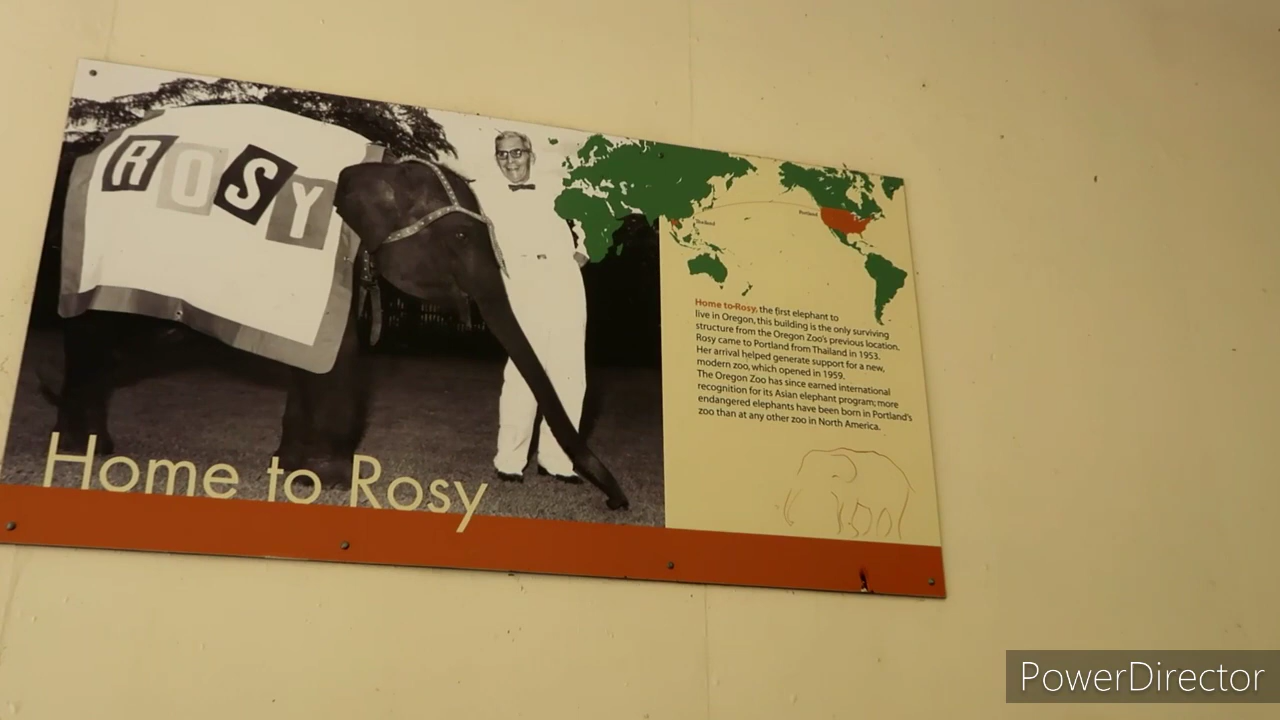 ROSY
Thailand
Portland
Home to Rosy, the first elephant to
live in Oregon, this building is the only surviving
structure from the Oregon Zoo's previous location.
Rosy came to Portland from Thailand in 1953.
Her arrival helped generate support for a new,
modern zoo, which opened in 1959.
The Oregon Zoo has since earned international
recognition for its Asian elephant program; more
endangered elephants have been born in Portland's
zoo than at any other zoo in North America.
Home to Rosy
PowerDirector